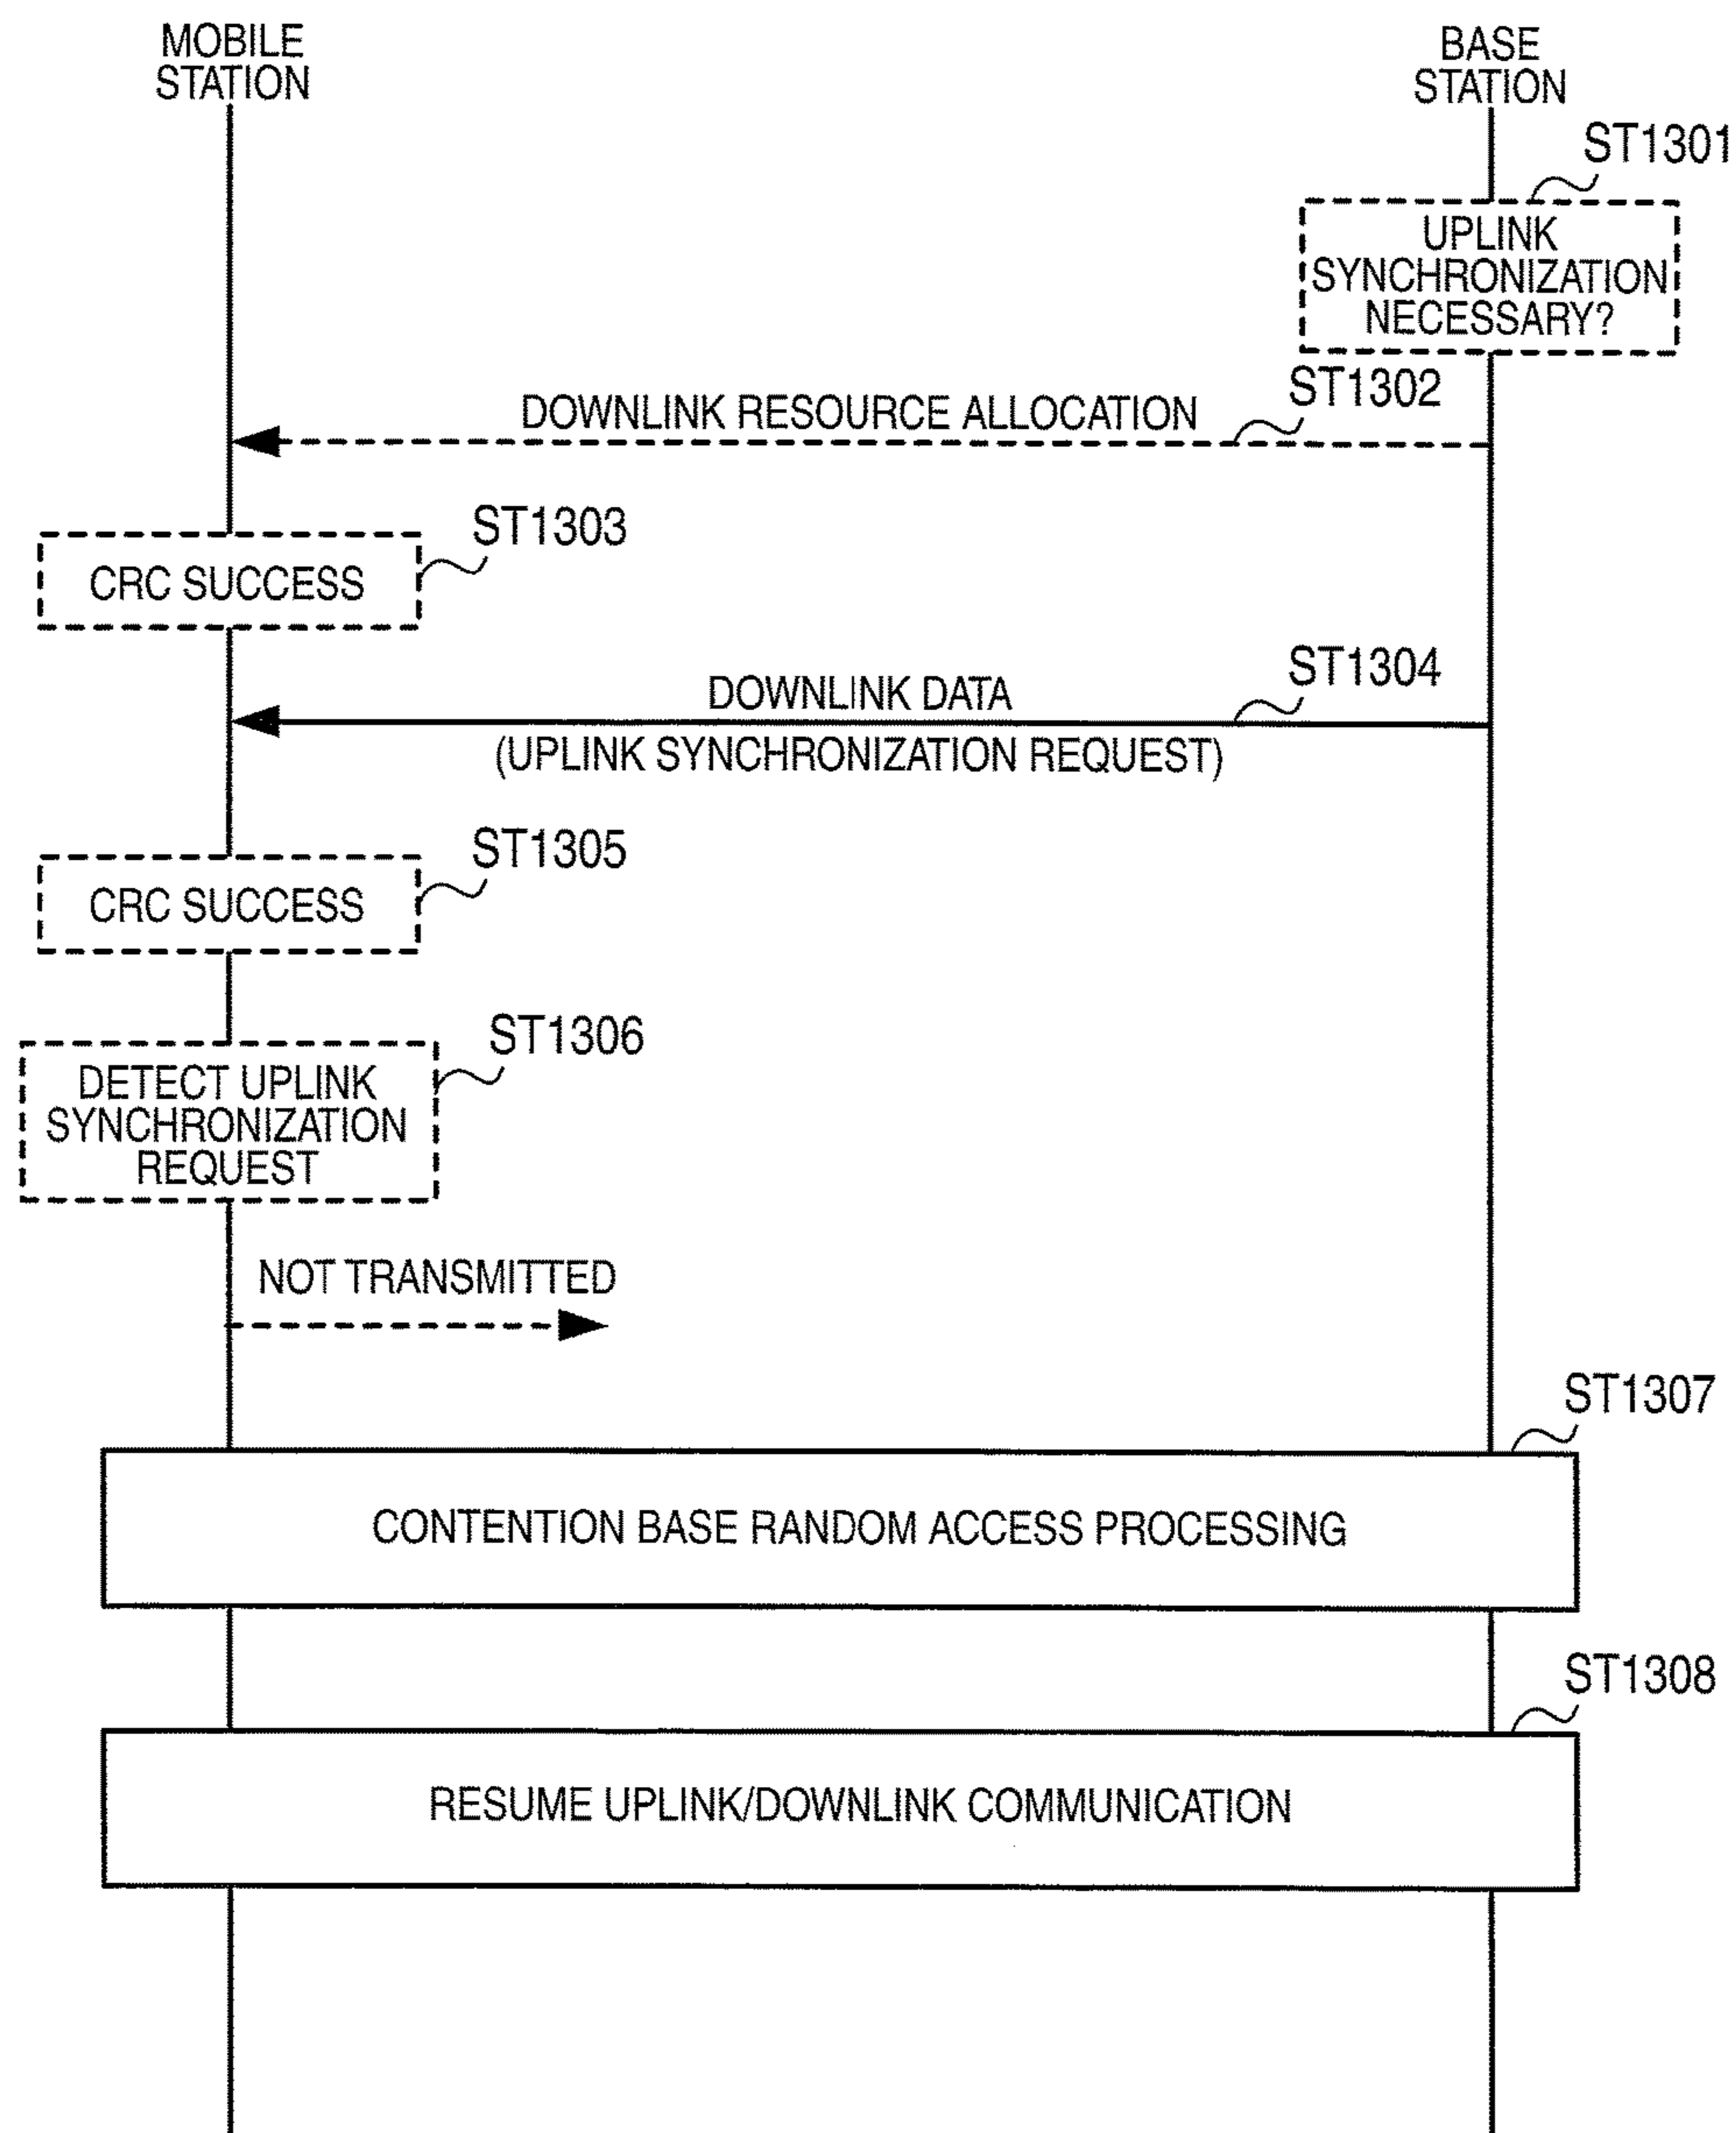 MOBILE
STATION
BASE
STATION
ST1301
UPLINK
SYNCHRONIZATION
NECESSARY?
ST1302
DOWNLINK RESOURCE ALLOCATION
ST1303
CRC SUCCESS
ST1304
DOWNLINK DATA
(UPLINK SYNCHRONIZATION REQUEST)
ST1305
CRC SUCCESS
ST1306
DETECT UPLINK
SYNCHRONIZATION
REQUEST
NOT TRANSMITTED
ST1307
CONTENTION BASE RANDOM ACCESS PROCESSING
ST1308
RESUME UPLINK/DOWNLINK COMMUNICATION